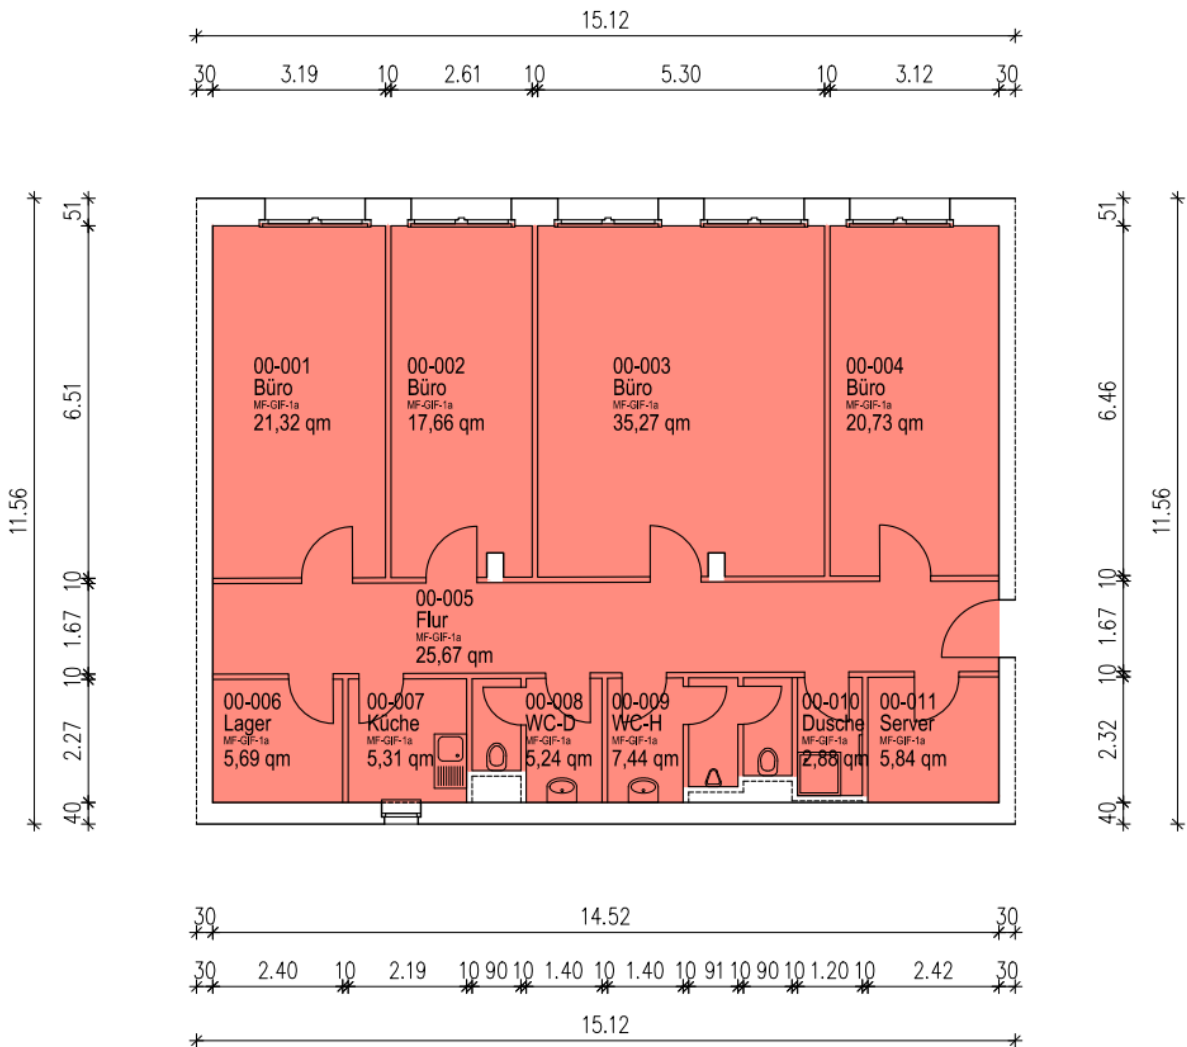 15.12
30 3.19 10 2.61 10 5.30 10 3.12 30
11.56
51
6.51
10
1.67
10
2.27
40
00-001
Büro
MF-GIF-1a
21,32 qm
00-002
Büro
MF-GIF-1a
17,66 qm
00-003
Büro
MF-GIF-1a
35,27 qm
00-004
Büro
MF-GIF-1a
20,73 qm
51
6.46
10
1.67
10
2.32
40
11.56
00-005
Flur
MF-GIF-1a
25,67 qm
00-006
Lager
MF-GIF-1a
5,69 qm
00-007
Küche
MF-GIF-1a
5,31 qm
00-008
WC-D
MF-GIF-1a
5,24 qm
00-009
WC-H
MF-GIF-1a
7,44 qm
00-010
Dusche
MF-GIF-1a
2,88 qm
00-011
Server
MF-GIF-1a
5,84 qm
30 14.52 30
30 2.40 10 2.19 10 90 10 1.40 10 1.40 10 91 10 90 10 1.20 10 2.42 30
15.12